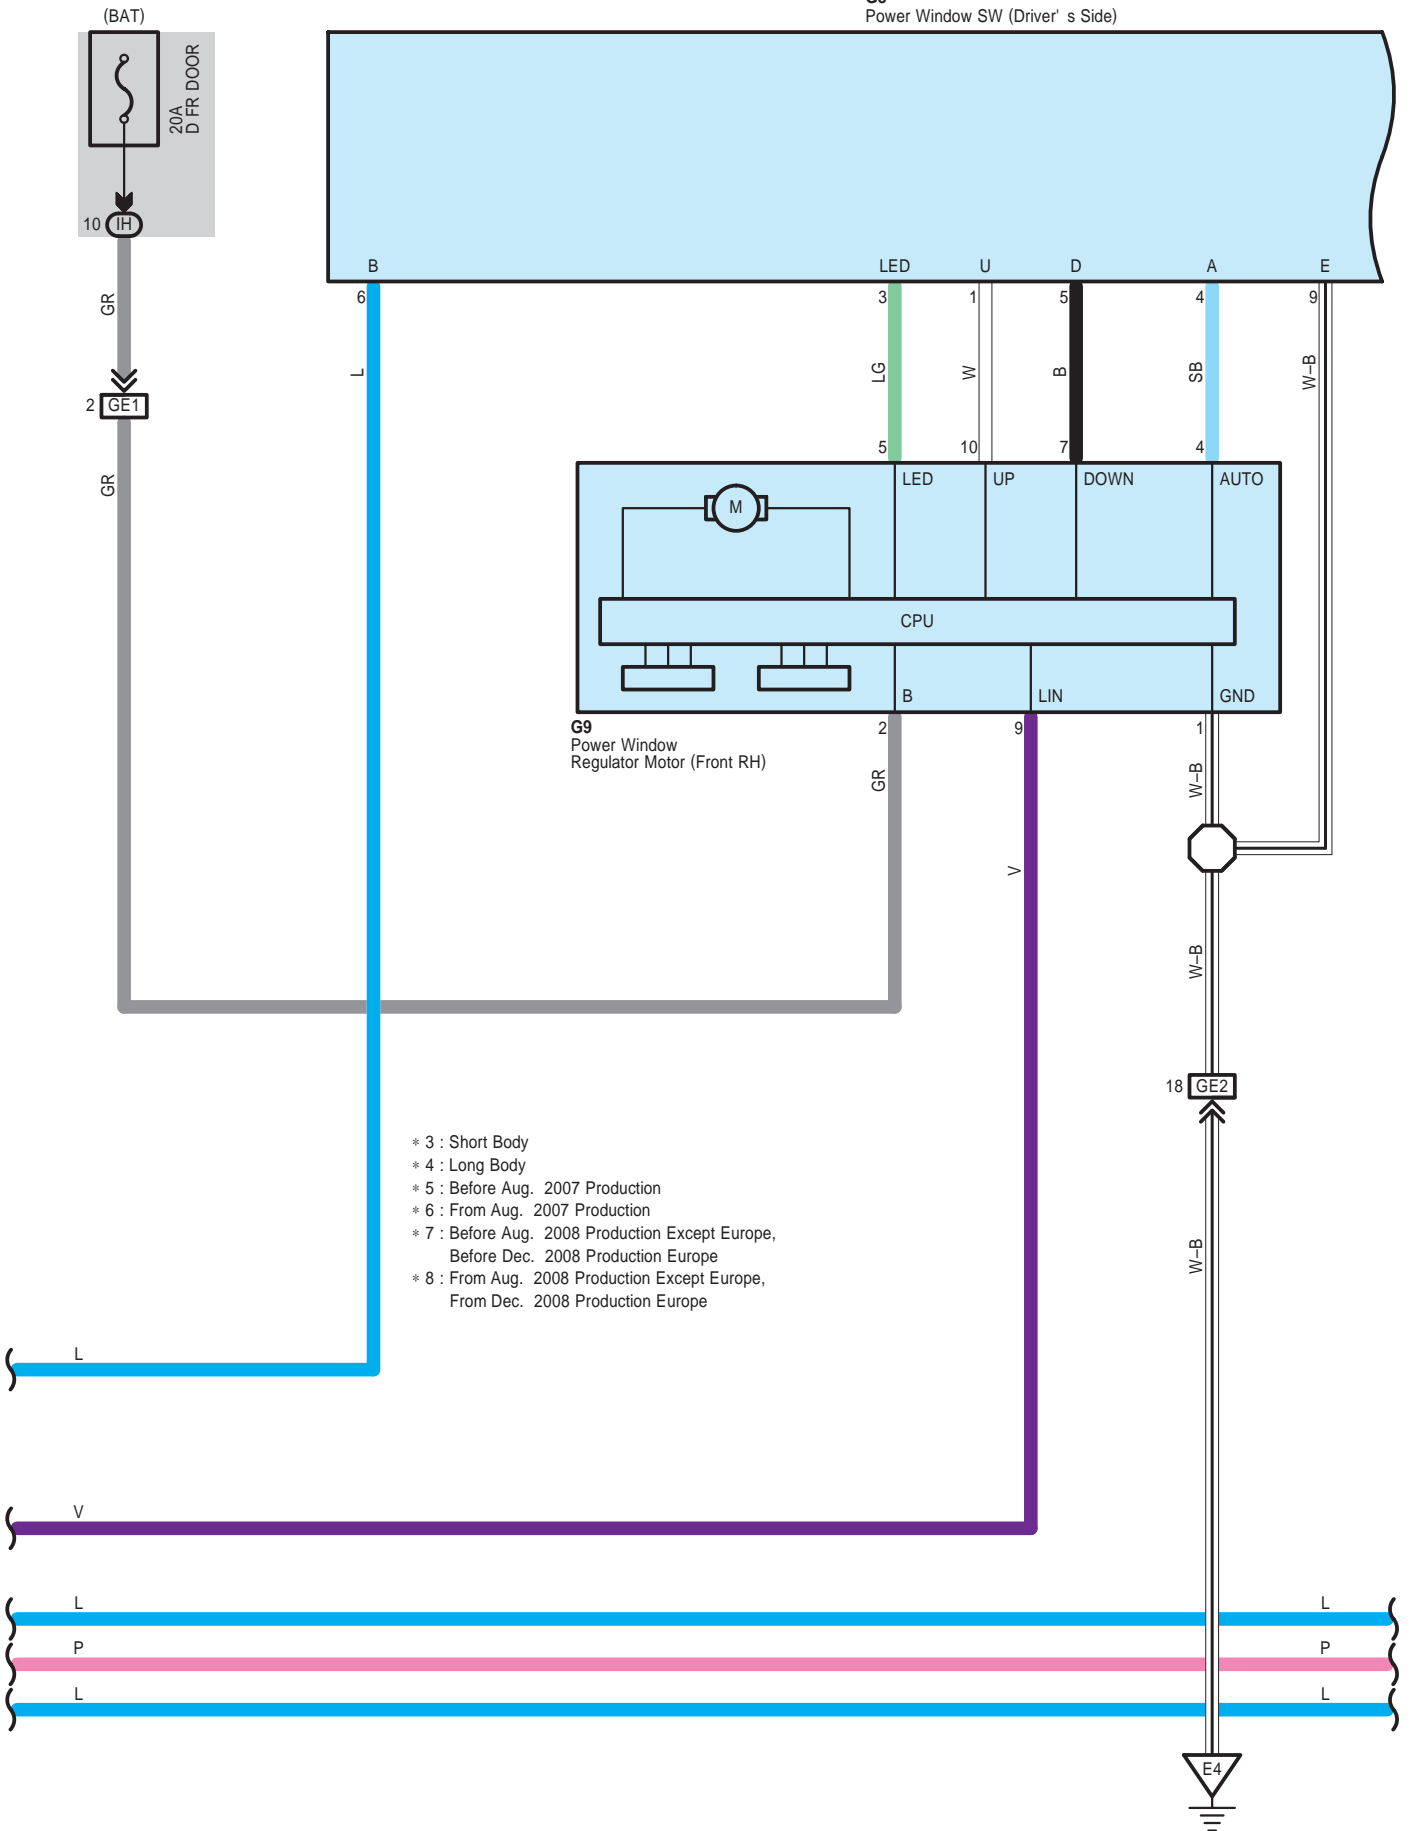 (BAT)
Power Window SW (Driver' s Side)
20A
D FR DOOR
10 IH
B LED U D A E
6 3 1 5 4 9
GR L LG W B SB W–B
2 GE1
GR
5 10 7 4
LED UP DOWN AUTO
M
CPU
B LIN GND
G9
Power Window
Regulator Motor (Front RH)
2 9 1
GR V W–B
W–B
18 GE2
* 3 : Short Body
* 4 : Long Body
* 5 : Before Aug. 2007 Production
* 6 : From Aug. 2007 Production
* 7 : Before Aug. 2008 Production Except Europe,
Before Dec. 2008 Production Europe
* 8 : From Aug. 2008 Production Except Europe,
From Dec. 2008 Production Europe
W–B
L
V
L L
P P
L L
E4